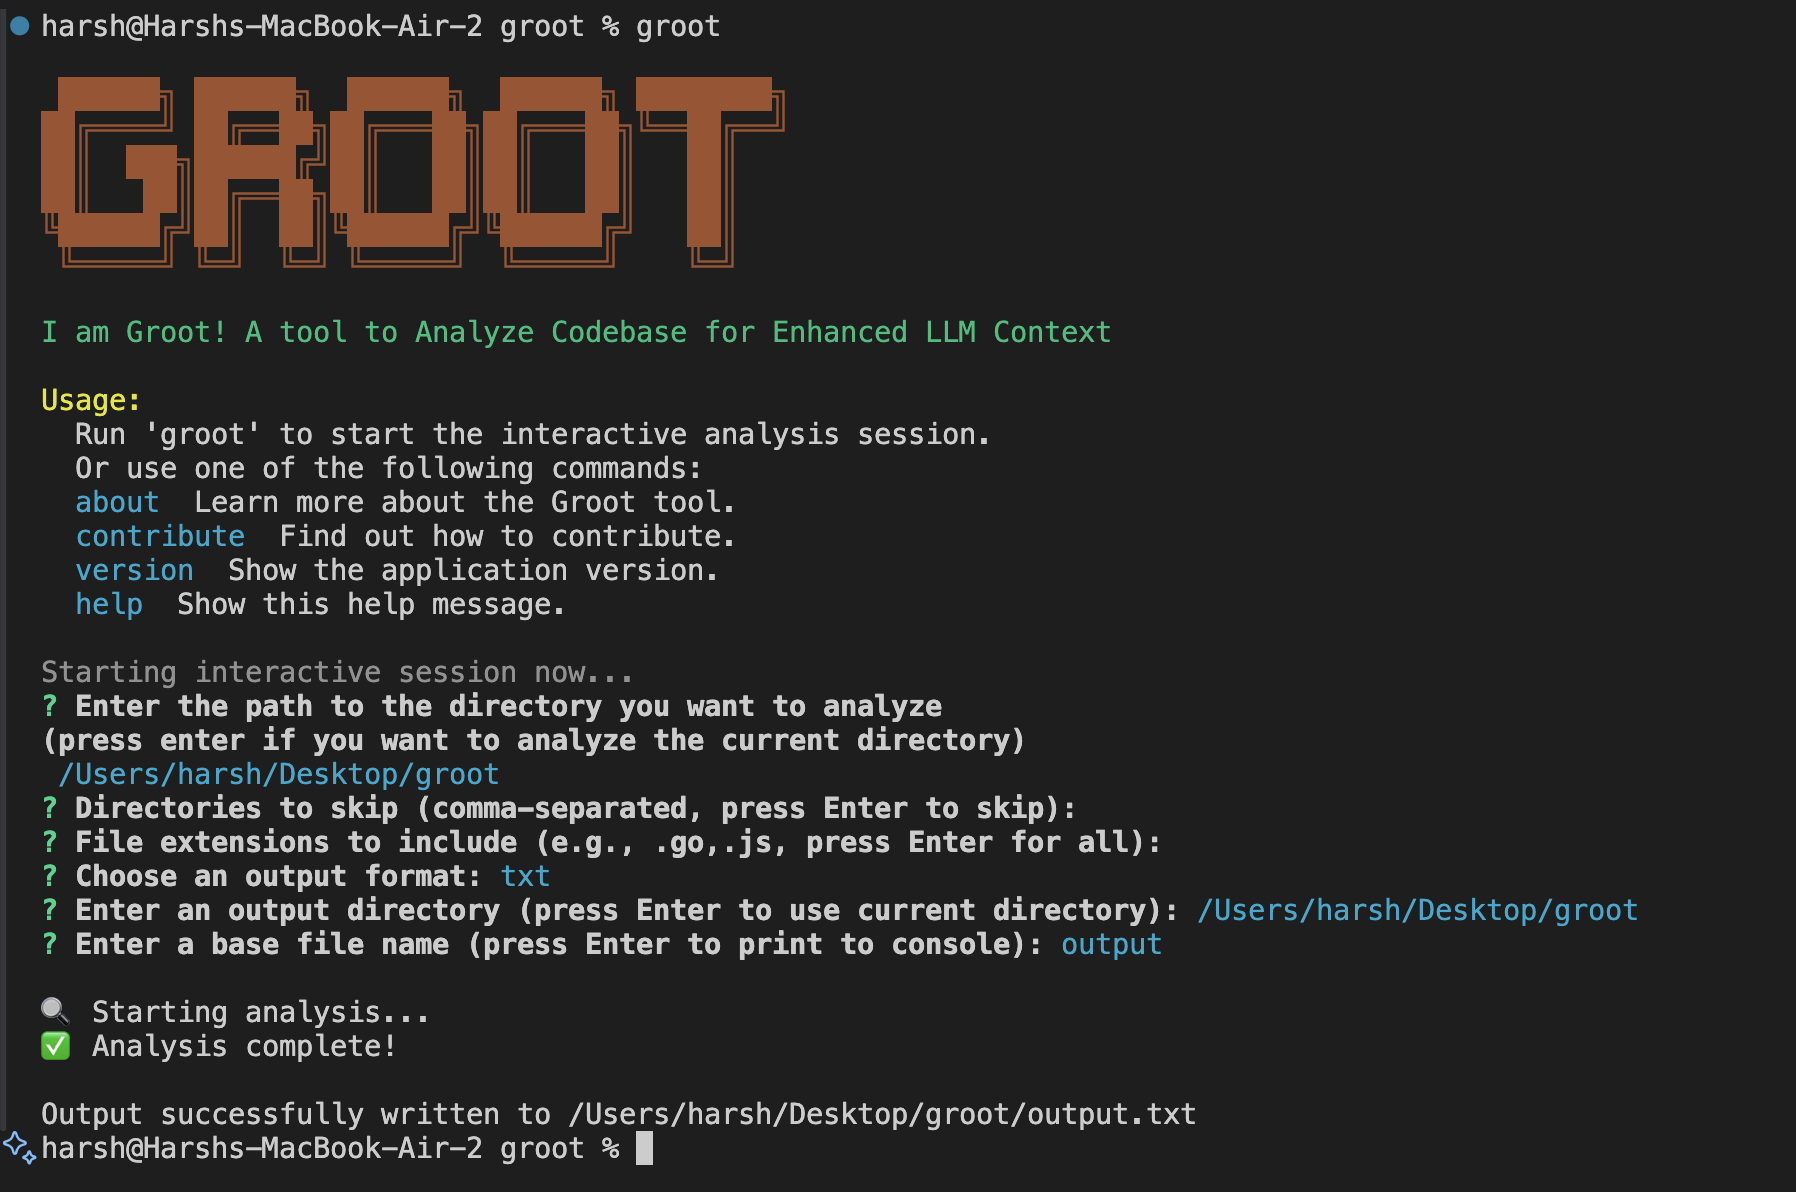 harsh@Harshs-MacBook-Air-2 groot % groot
GROOT
I am Groot! A tool to Analyze Codebase for Enhanced LLM Context
Usage:
Run 'groot' to start the interactive analysis session.
Or use one of the following commands:
about  Learn more about the Groot tool.
contribute  Find out how to contribute.
version  Show the application version.
help  Show this help message.
Starting interactive session now...
? Enter the path to the directory you want to analyze
(press enter if you want to analyze the current directory)
/Users/harsh/Desktop/groot
? Directories to skip (comma-separated, press Enter to skip):
? File extensions to include (e.g., .go,.js, press Enter for all):
? Choose an output format: txt
? Enter an output directory (press Enter to use current directory): /Users/harsh/Desktop/groot
? Enter a base file name (press Enter to print to console): output
🔍 Starting analysis...
✅ Analysis complete!
Output successfully written to /Users/harsh/Desktop/groot/output.txt
harsh@Harshs-MacBook-Air-2 groot %